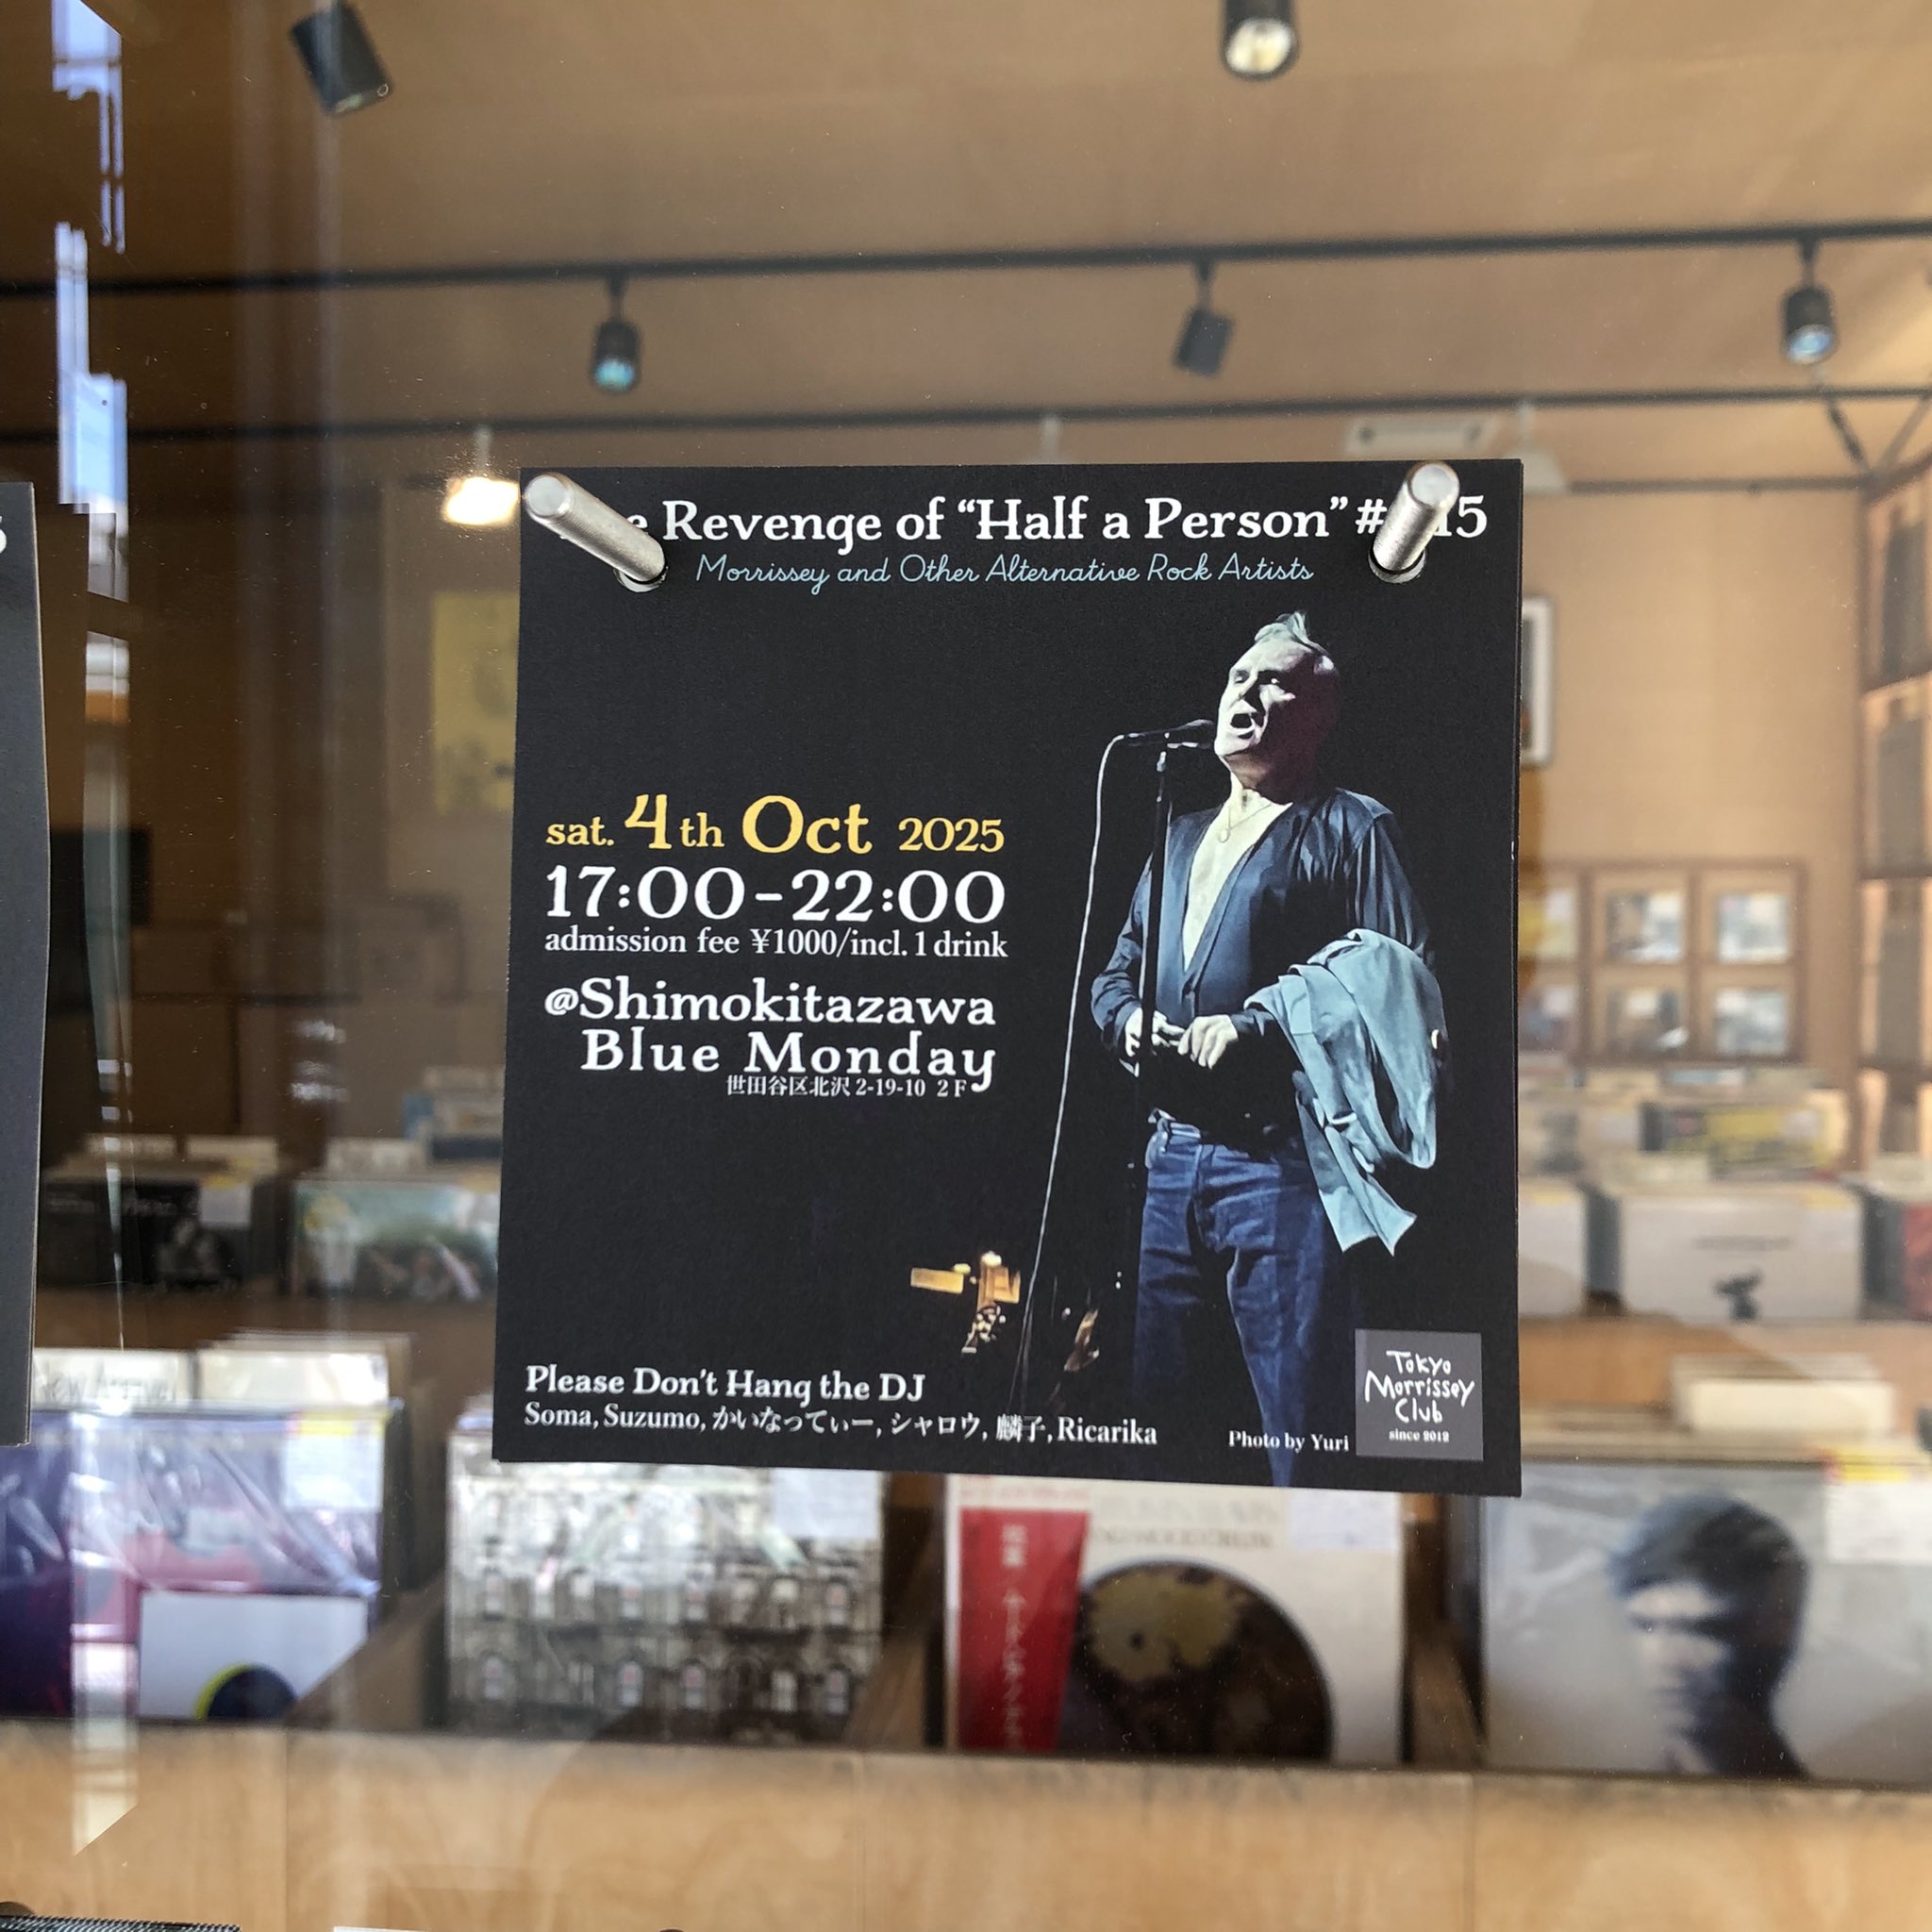 Revenge of “Half a Person” #
Morrissey and Other Alternative Rock Artists
sat. 4th Oct 2025
17:00-22:00
admission fee ¥1000/incl. 1 drink
@Shimokitazawa
Blue Monday
世田谷区北沢 2-19-10 2F
Please Don't Hang the DJ
Soma, Suzumo, かいなってぃー, シャロウ, 麟子, Ricarika
Photo by Yuri
Tokyo
Morrissey
Club
since 2012